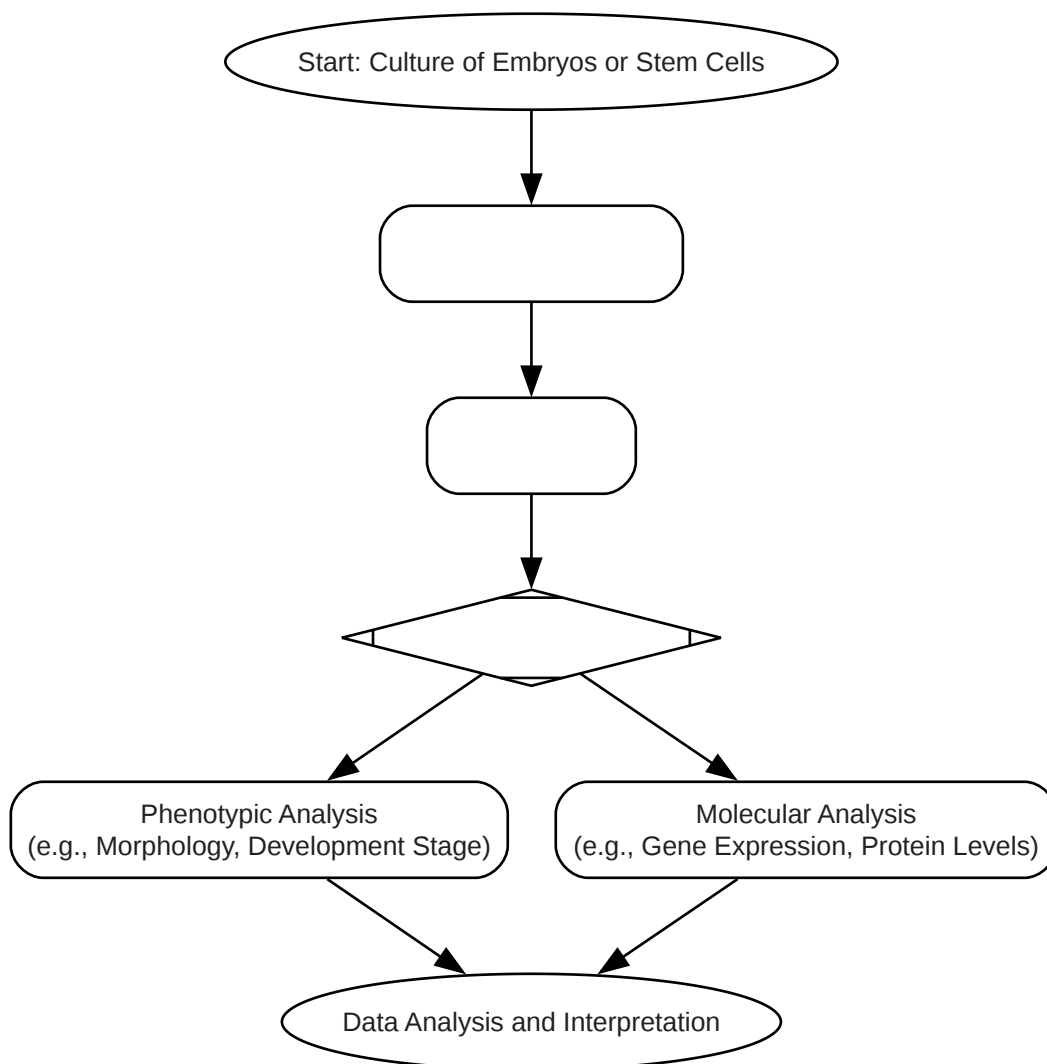 Start: Culture of Embryos or Stem Cells
Phenotypic Analysis
(e.g., Morphology, Development Stage)
Molecular Analysis
(e.g., Gene Expression, Protein Levels)
Data Analysis and Interpretation